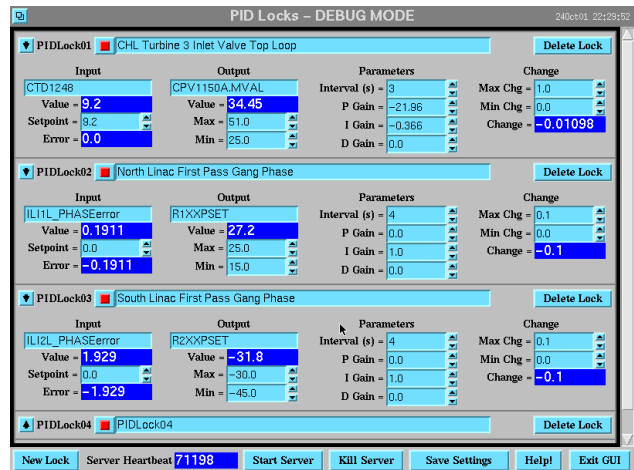 PID Locks – DEBUG MODE 24Oct01 22:29:52
PIDLock01 CHL Turbine 3 Inlet Valve Top Loop Delete Lock
Input Output Parameters Change
CTD1248 CPV1150A.MVAL Interval (s) = 3 Max Chg = 1.0
Value = 9.2 Value = 34.45 P Gain = -21.96 Min Chg = 0.0
Setpoint = 9.2 Max = 51.0 I Gain = -0.366 Change = -0.01098
Error = 0.0 Min = 25.0 D Gain = 0.0
PIDLock02 North Linac First Pass Gang Phase Delete Lock
Input Output Parameters Change
ILI1L_PHASEerror R1XXPSET Interval (s) = 4 Max Chg = 0.1
Value = 0.1911 Value = 27.2 P Gain = 0.0 Min Chg = 0.0
Setpoint = 0.0 Max = 25.0 I Gain = 1.0 Change = -0.1
Error = -0.1911 Min = 15.0 D Gain = 0.0
PIDLock03 South Linac First Pass Gang Phase Delete Lock
Input Output Parameters Change
ILI2L_PHASEerror R2XXPSET Interval (s) = 4 Max Chg = 0.1
Value = 1.929 Value = -31.8 P Gain = 0.0 Min Chg = 0.0
Setpoint = 0.0 Max = -30.0 I Gain = 1.0 Change = -0.1
Error = -1.929 Min = -45.0 D Gain = 0.0
PIDLock04 PIDLock04 Delete Lock
New Lock Server Heartbeat 71198 Start Server Kill Server Save Settings Help! Exit GUI